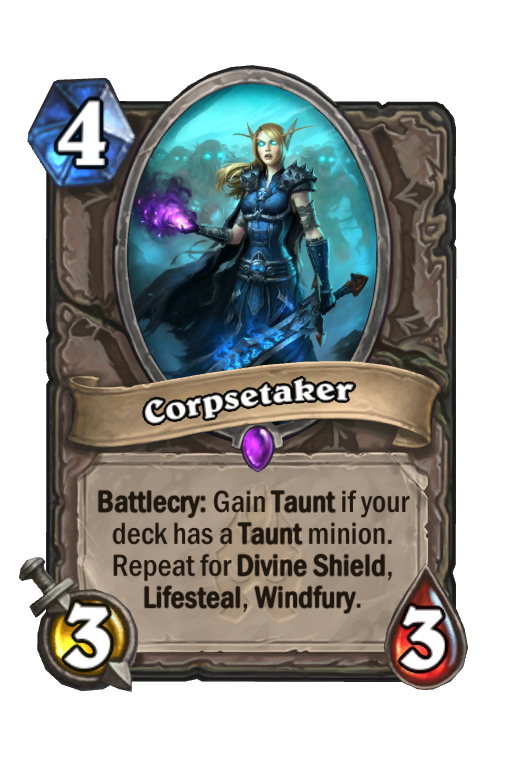 4
Corpsetaker
Battlecry: Gain Taunt if your
deck has a Taunt minion.
Repeat for Divine Shield,
Lifesteal, Windfury.
3
3